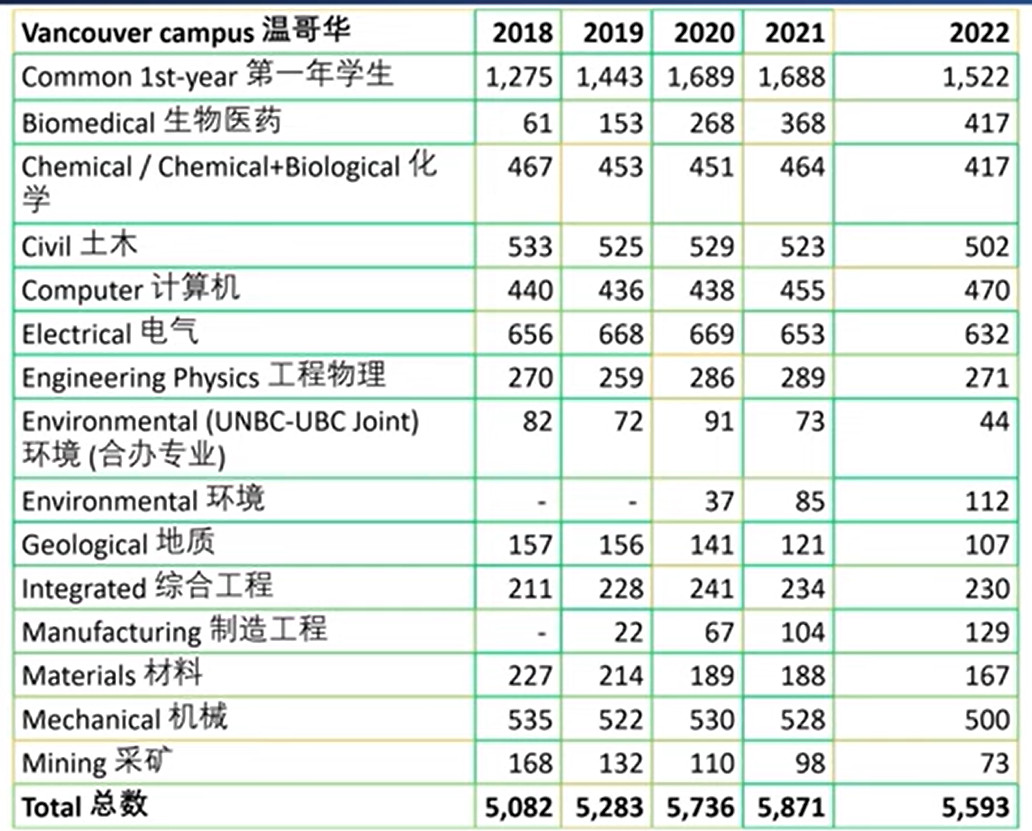 Vancouver campus 温哥华 2018 2019 2020 2021 2022
Common 1st-year 第一年学生 1,275 1,443 1,689 1,688 1,522
Biomedical 生物医药 61 153 268 368 417
Chemical / Chemical+Biological 化 467 453 451 464 417
学
Civil 土木 533 525 529 523 502
Computer 计算机 440 436 438 455 470
Electrical 电气 656 668 669 653 632
Engineering Physics 工程物理 270 259 286 289 271
Environmental (UNBC-UBC Joint) 82 72 91 73 44
环境 (合办专业)
Environmental 环境 - - 37 85 112
Geological 地质 157 156 141 121 107
Integrated 综合工程 211 228 241 234 230
Manufacturing 制造工程 - 22 67 104 129
Materials 材料 227 214 189 188 167
Mechanical 机械 535 522 530 528 500
Mining 采矿 168 132 110 98 73
Total 总数 5,082 5,283 5,736 5,871 5,593